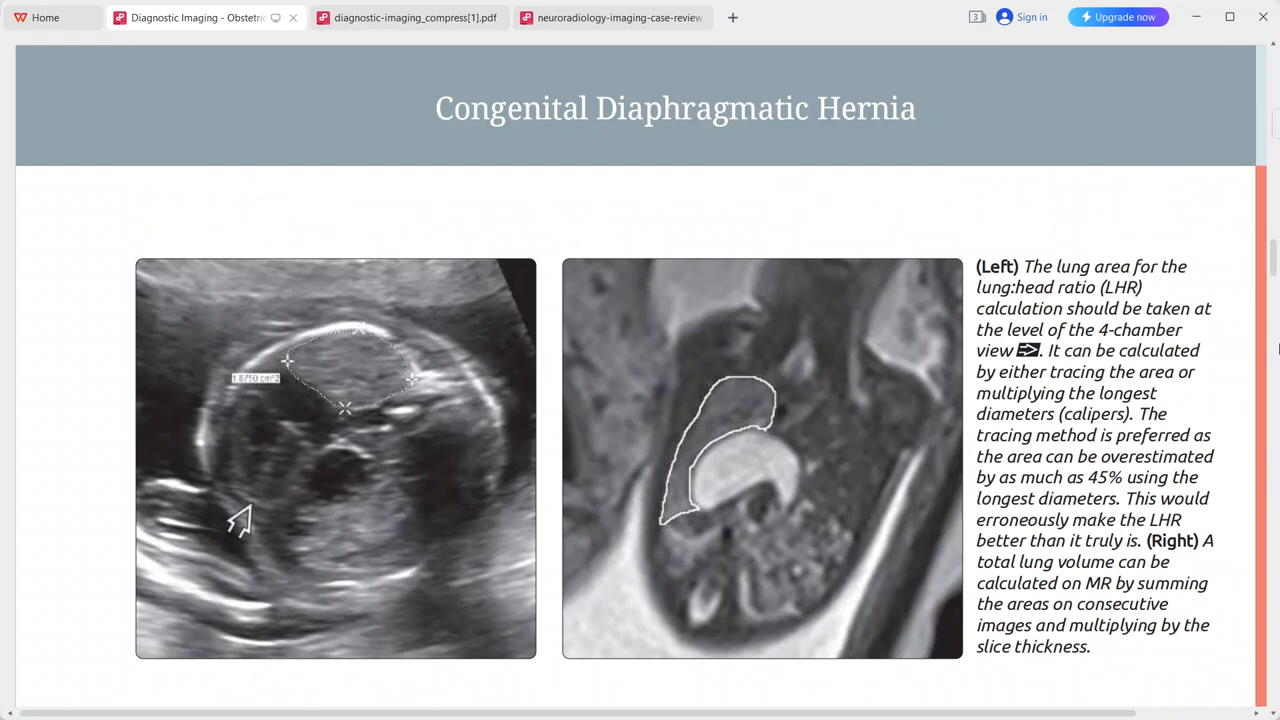 Home
Diagnostic Imaging - Obstetric
diagnostic-imaging_compress[1].pdf
neuroradiology-imaging-case-review
3
Sign in
Upgrade now
Congenital Diaphragmatic Hernia
(Left) The lung area for the
lung:head ratio (LHR)
calculation should be taken at
the level of the 4-chamber
view. It can be calculated
by either tracing the area or
multiplying the longest
diameters (calipers). The
tracing method is preferred as
the area can be overestimated
by as much as 45% using the
longest diameters. This would
erroneously make the LHR
better than it truly is. (Right) A
total lung volume can be
calculated on MR by summing
the areas on consecutive
images and multiplying by the
slice thickness.